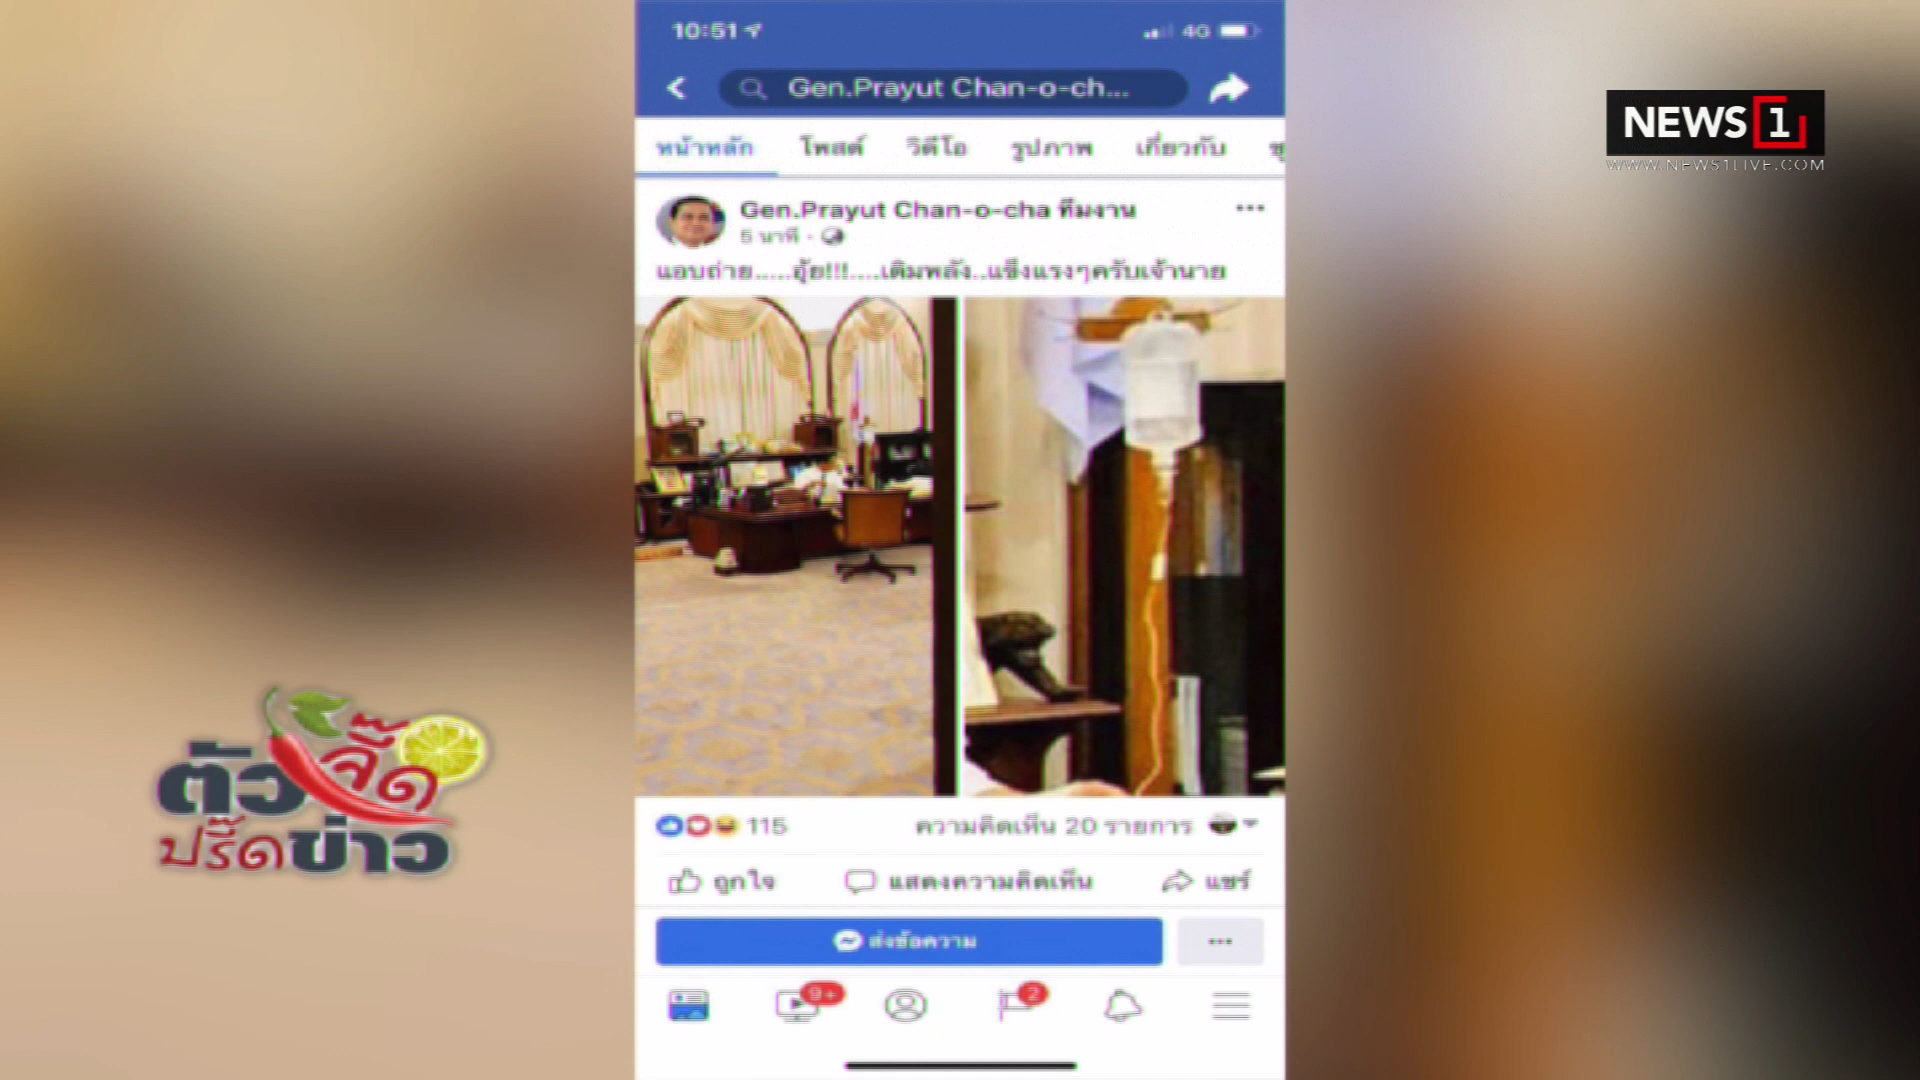 10:51
4G
Gen.Prayut Chan-o-ch...
หน้าหลัก โพสต์ วิดีโอ รูปภาพ เกี่ยวกับ ชุ
Gen.Prayut Chan-o-cha ทีมงาน
5 นาที ·
แอบถ่าย.....อุ้ย!!!....เติมพลัง..แข็งแรงๆครับเจ้านาย
115
ความคิดเห็น 20 รายการ
ถูกใจ
แสดงความคิดเห็น
แชร์
ส่งข้อความ
9+
2
NEWS 1
WWW.NEWS1LIVE.COM
ตัวจี๊ด
ปรี๊ดข่าว